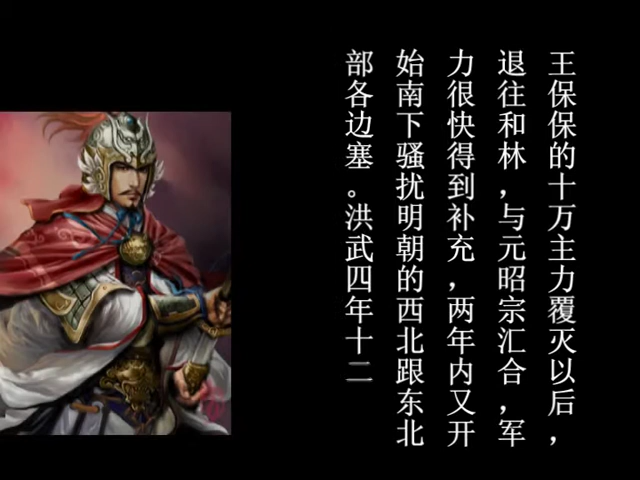 王保保的十万主力覆灭以后，
退往和林，与元昭宗汇合，军
力很快得到补充，两年内又开
始南下骚扰明朝的西北跟东北
部各边塞。洪武四年十二